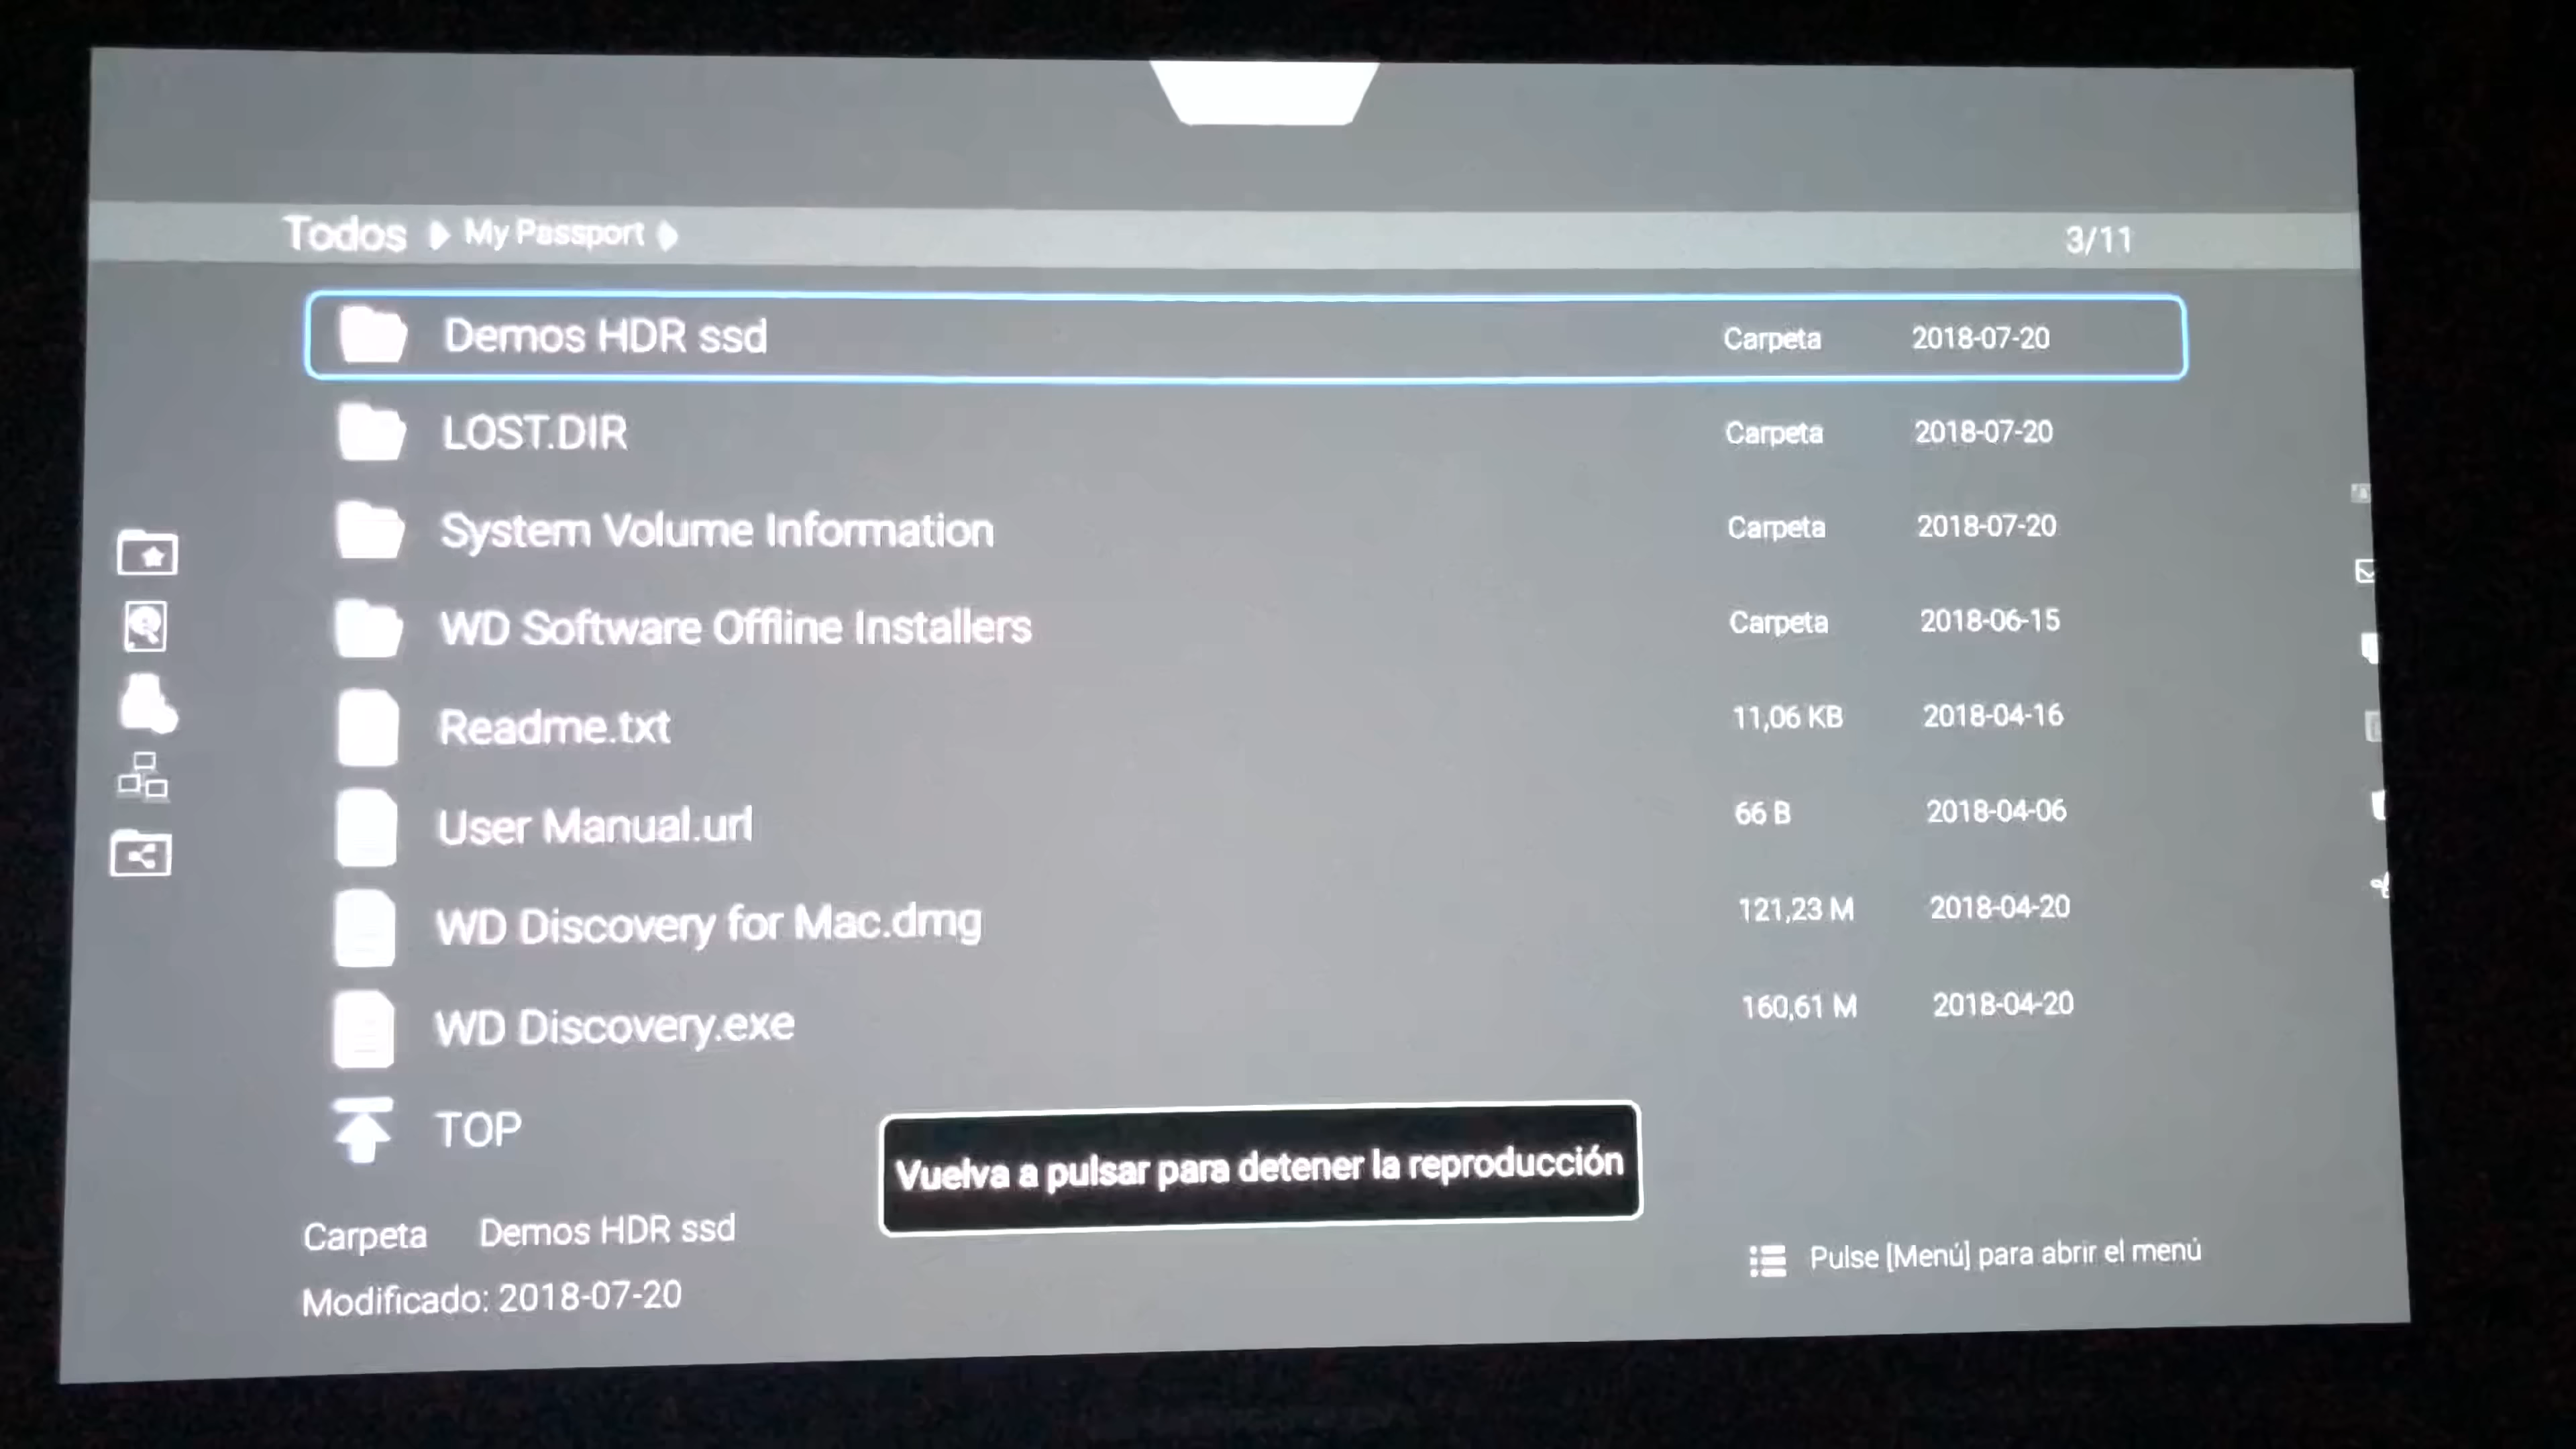 Todos My Passport 3/11
Demos HDR ssd Carpeta 2018-07-20
LOST.DIR Carpeta 2018-07-20
System Volume Information Carpeta 2018-07-20
WD Software Offline Installers Carpeta 2018-06-15
Readme.txt 11,06 KB 2018-04-16
User Manual.url 66 B 2018-04-06
WD Discovery for Mac.dmg 121,23 M 2018-04-20
WD Discovery.exe 160,61 M 2018-04-20
TOP
Vuelva a pulsar para detener la reproducción
Carpeta Demos HDR ssd
Pulse [Menú] para abrir el menú
Modificado: 2018-07-20